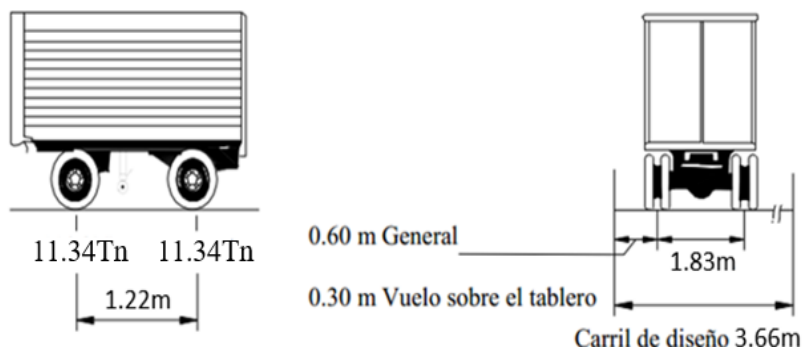 11.34Tn 11.34Tn
1.22m
0.60 m General
1.83m
0.30 m Vuelo sobre el tablero
Carril de diseño 3.66m